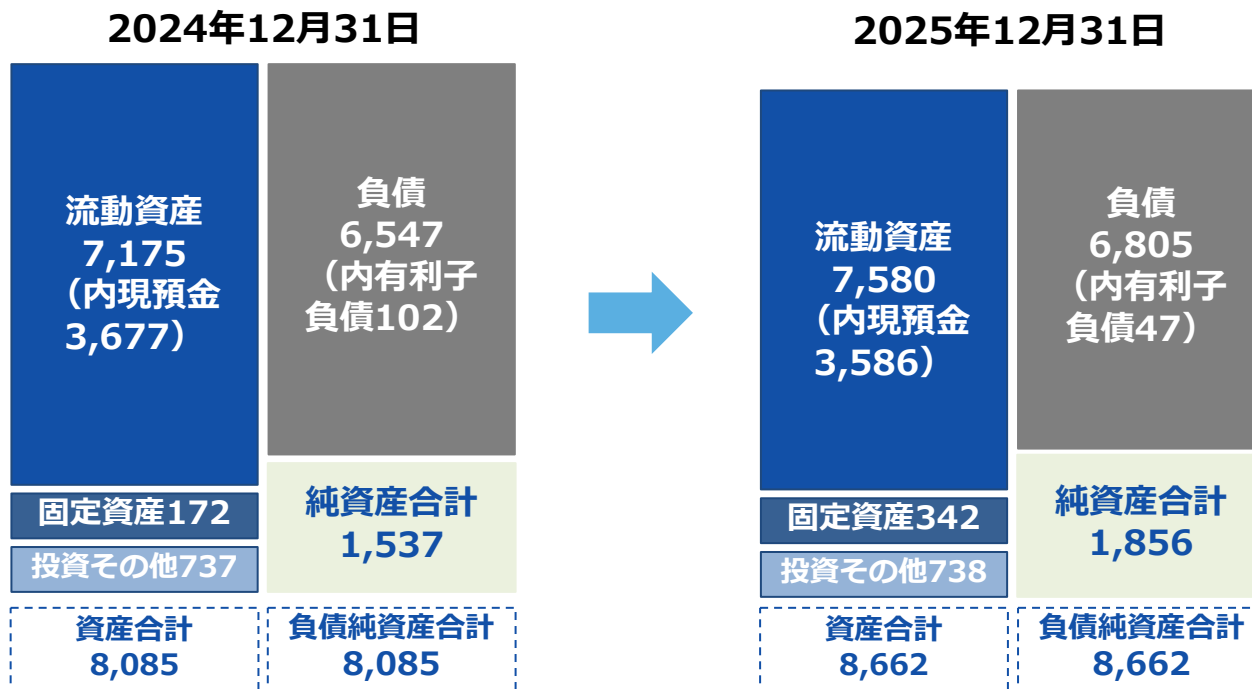 2024年12月31日
流動資産
7,175
（内現預金
3,677）
負債
6,547
（内有利子
負債102）
固定資産172
投資その他737
純資産合計
1,537
資産合計
8,085
負債純資産合計
8,085
2025年12月31日
流動資産
7,580
（内現預金
3,586）
負債
6,805
（内有利子
負債47）
固定資産342
投資その他738
純資産合計
1,856
資産合計
8,662
負債純資産合計
8,662